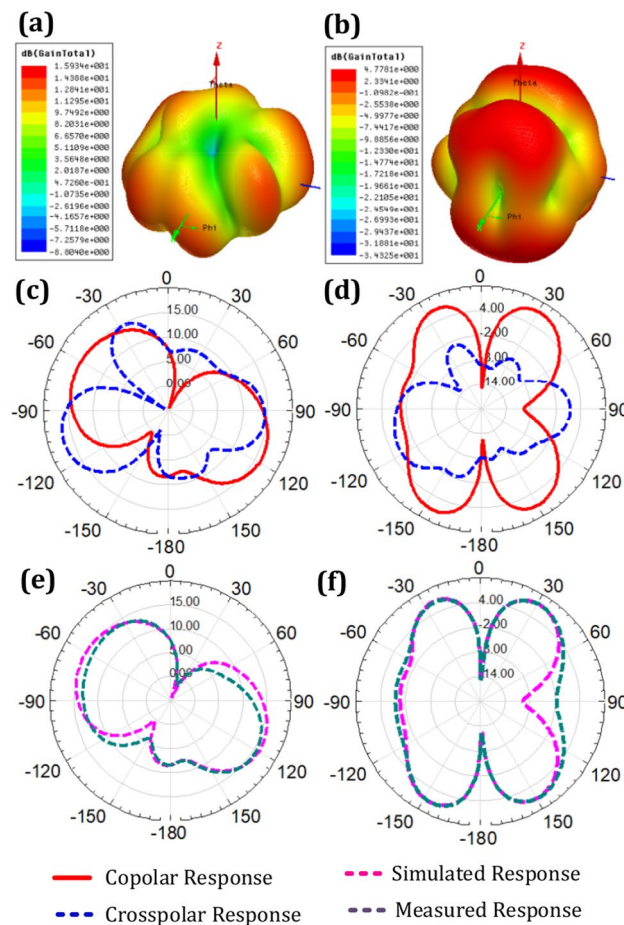 (a)
dB(GainTotal)
1.5934e+001
1.4388e+001
1.2841e+001
1.1295e+001
9.7492e+000
8.2031e+000
6.6570e+000
5.1109e+000
3.5648e+000
2.0187e+000
4.7260e-001
-1.0735e+000
-2.6196e+000
-4.1657e+000
-5.7118e+000
-7.2579e+000
-8.8040e+000
Z
Theta
Phi
(b)
dB(GainTotal)
4.7781e+000
2.3341e+000
-1.0982e-001
-2.5538e+000
-4.9977e+000
-7.4417e+000
-9.8856e+000
-1.2330e+001
-1.4774e+001
-1.7218e+001
-1.9661e+001
-2.2105e+001
-2.4549e+001
-2.6993e+001
-2.9437e+001
-3.1881e+001
-3.4325e+001
Z
Theta
Phi
(c)
0
-30
30
-60
60
-90
90
-120
120
-150
150
-180
15.00
10.00
(d)
0
-30
30
-60
60
-90
90
-120
120
-150
150
-180
4.00
-2.00
14.00
(e)
0
-30
30
-60
60
-90
90
-120
120
-150
150
-180
15.00
10.00
5.00
(f)
0
-30
30
-60
60
-90
90
-120
120
-150
150
-180
4.00
-2.00
14.00
Copolar Response
Simulated Response
Crosspolar Response
Measured Response